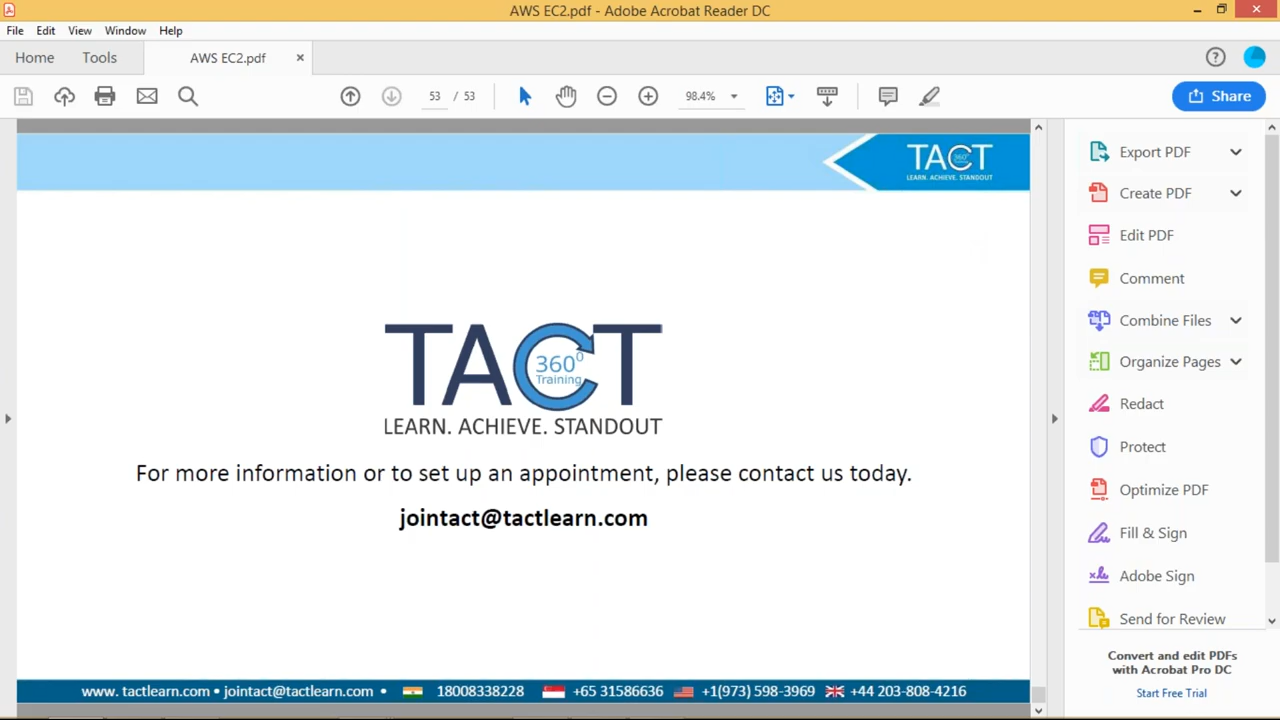 AWS EC2.pdf - Adobe Acrobat Reader DC
File Edit View Window Help
Home Tools AWS EC2.pdf
53 / 53 98.4% Share
TACT
360°
LEARN. ACHIEVE. STANDOUT
TACT
360⁰
Training
LEARN. ACHIEVE. STANDOUT
For more information or to set up an appointment, please contact us today.
jointact@tactlearn.com
www. tactlearn.com • jointact@tactlearn.com • 18008338228 +65 31586636 +1(973) 598-3969 +44 203-808-4216
Export PDF
Create PDF
Edit PDF
Comment
Combine Files
Organize Pages
Redact
Protect
Optimize PDF
Fill & Sign
Adobe Sign
Send for Review
Convert and edit PDFs
with Acrobat Pro DC
Start Free Trial